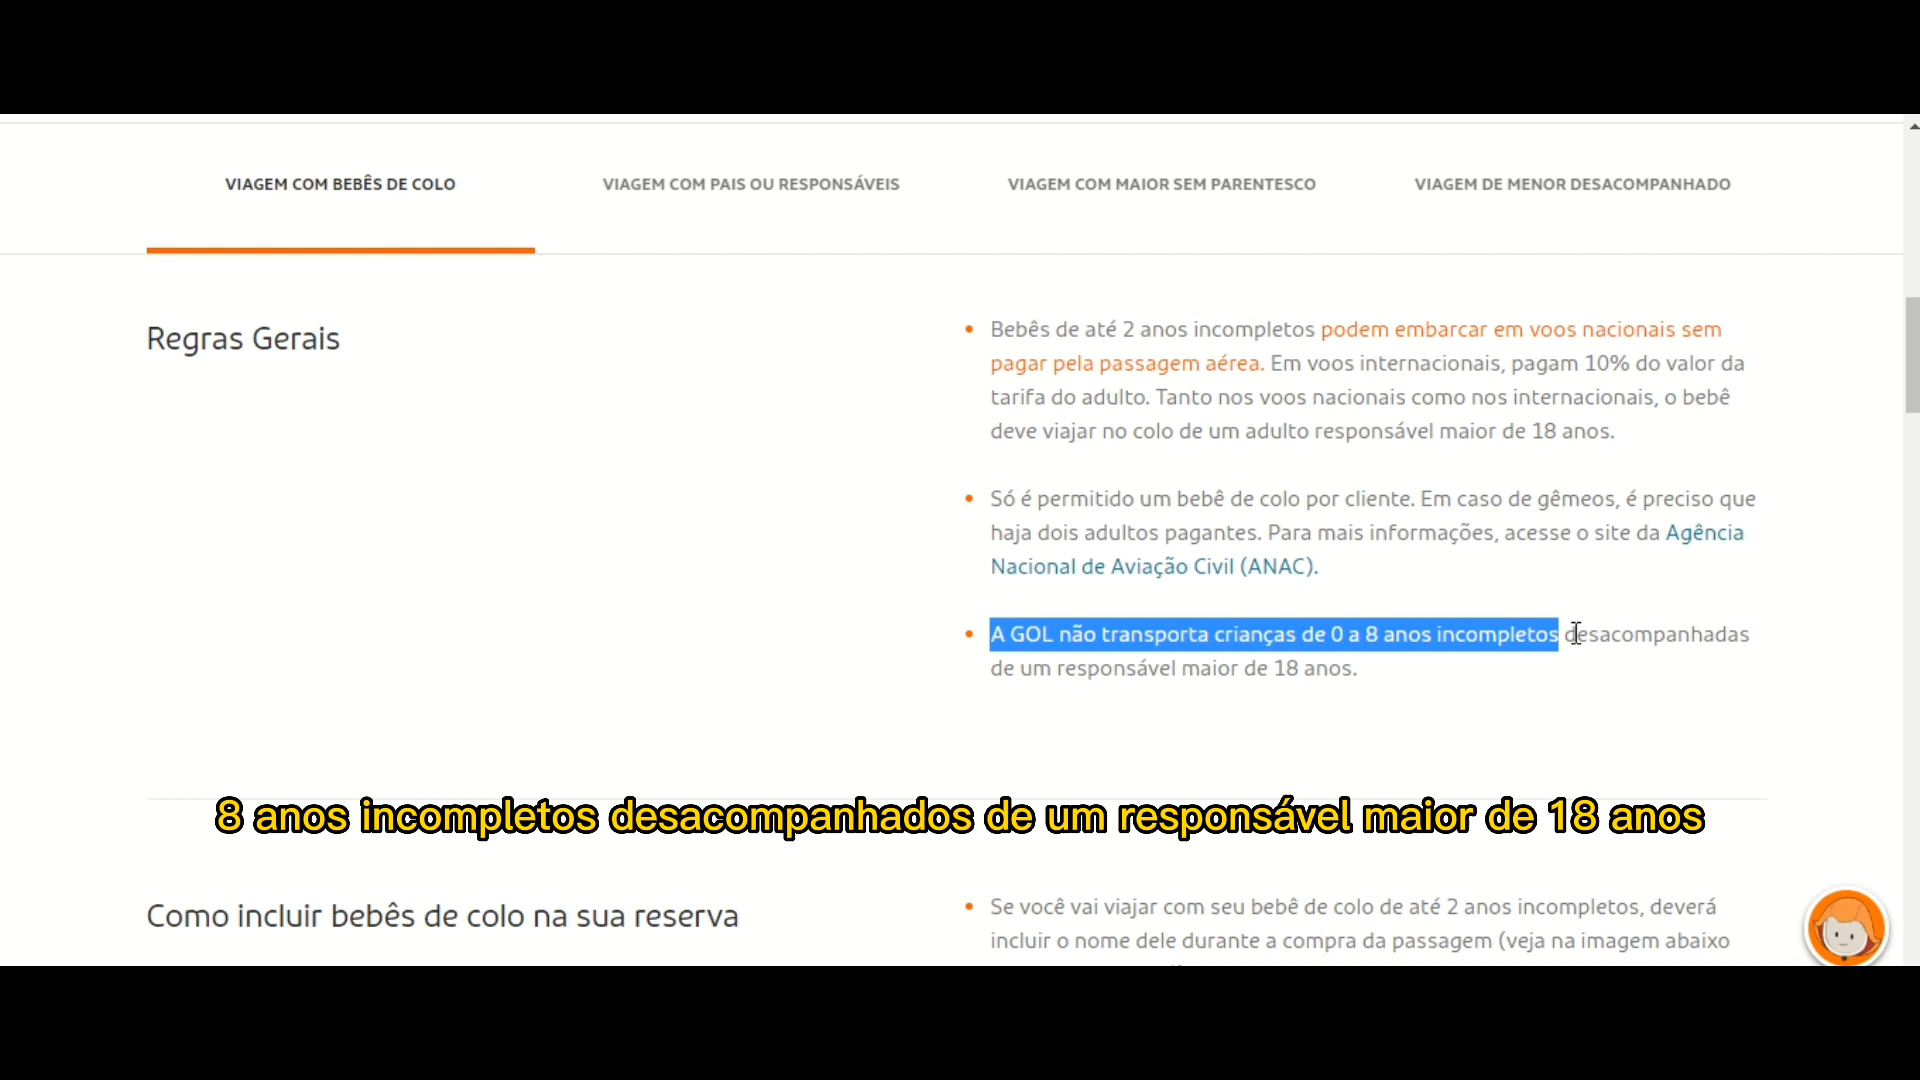 VIAGEM COM BEBÊS DE COLO
VIAGEM COM PAIS OU RESPONSÁVEIS
VIAGEM COM MAIOR SEM PARENTESCO
VIAGEM DE MENOR DESACOMPANHADO
Regras Gerais
Bebês de até 2 anos incompletos podem embarcar em voos nacionais sem
pagar pela passagem aérea. Em voos internacionais, pagam 10% do valor da
tarifa do adulto. Tanto nos voos nacionais como nos internacionais, o bebê
deve viajar no colo de um adulto responsável maior de 18 anos.
Só é permitido um bebê de colo por cliente. Em caso de gêmeos, é preciso que
haja dois adultos pagantes. Para mais informações, acesse o site da Agência
Nacional de Aviação Civil (ANAC).
A GOL não transporta crianças de 0 a 8 anos incompletos desacompanhadas
de um responsável maior de 18 anos.
8 anos incompletos desacompanhados de um responsável maior de 18 anos
Como incluir bebês de colo na sua reserva
Se você vai viajar com seu bebê de colo de até 2 anos incompletos, deverá
incluir o nome dele durante a compra da passagem (veja na imagem abaixo